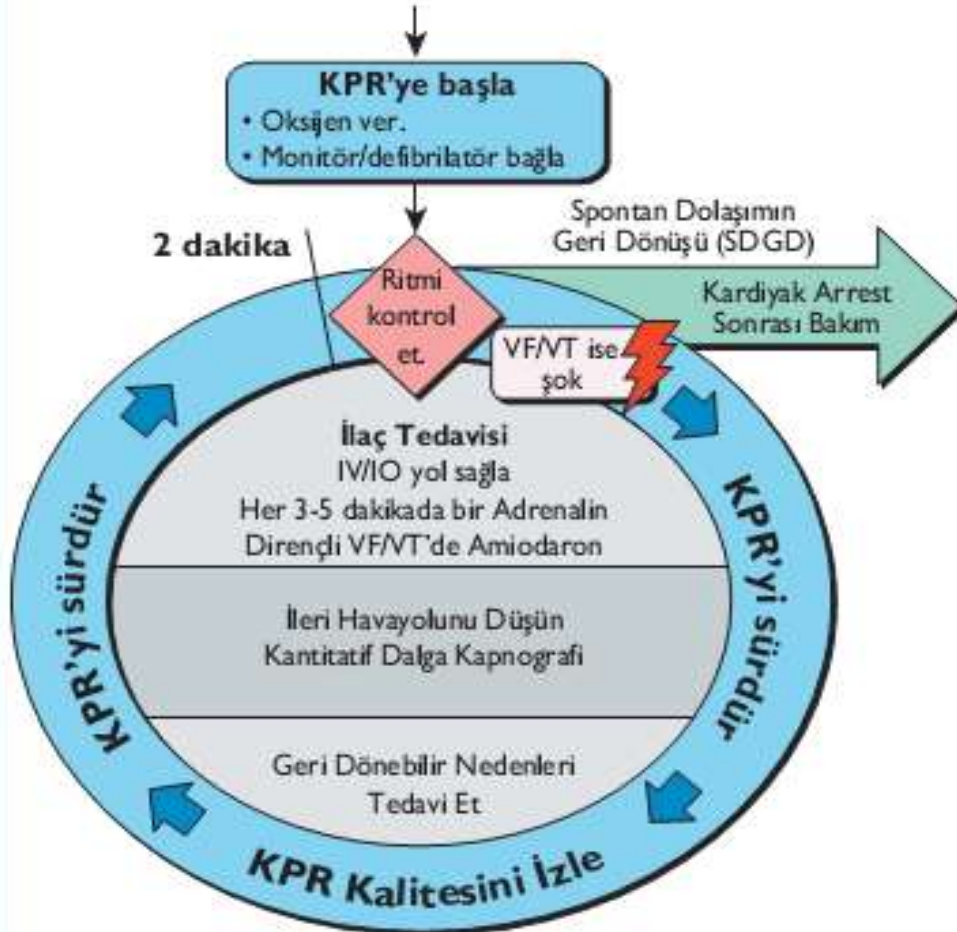 KPR’ye başla
• Oksijen ver.
• Monitör/defibrilatör bağla
2 dakika
Spontan Dolaşımın
Geri Dönüşü (SDGD)
Ritmi
kontrol
et.
Kardiyak Arrest
Sonrası Bakım
VF/VT ise
şok
İlaç Tedavisi
IV/IO yol sağla
Her 3-5 dakikada bir Adrenalin
Dirençli VF/VT’de Amiodaron
İleri Havayolunu Düşün
Kantitatif Dalga Kapnografi
Geri Dönebilir Nedenleri
Tedavi Et
KPR’yi sürdür
KPR Kalitesini İzle
KPR’yi sürdür